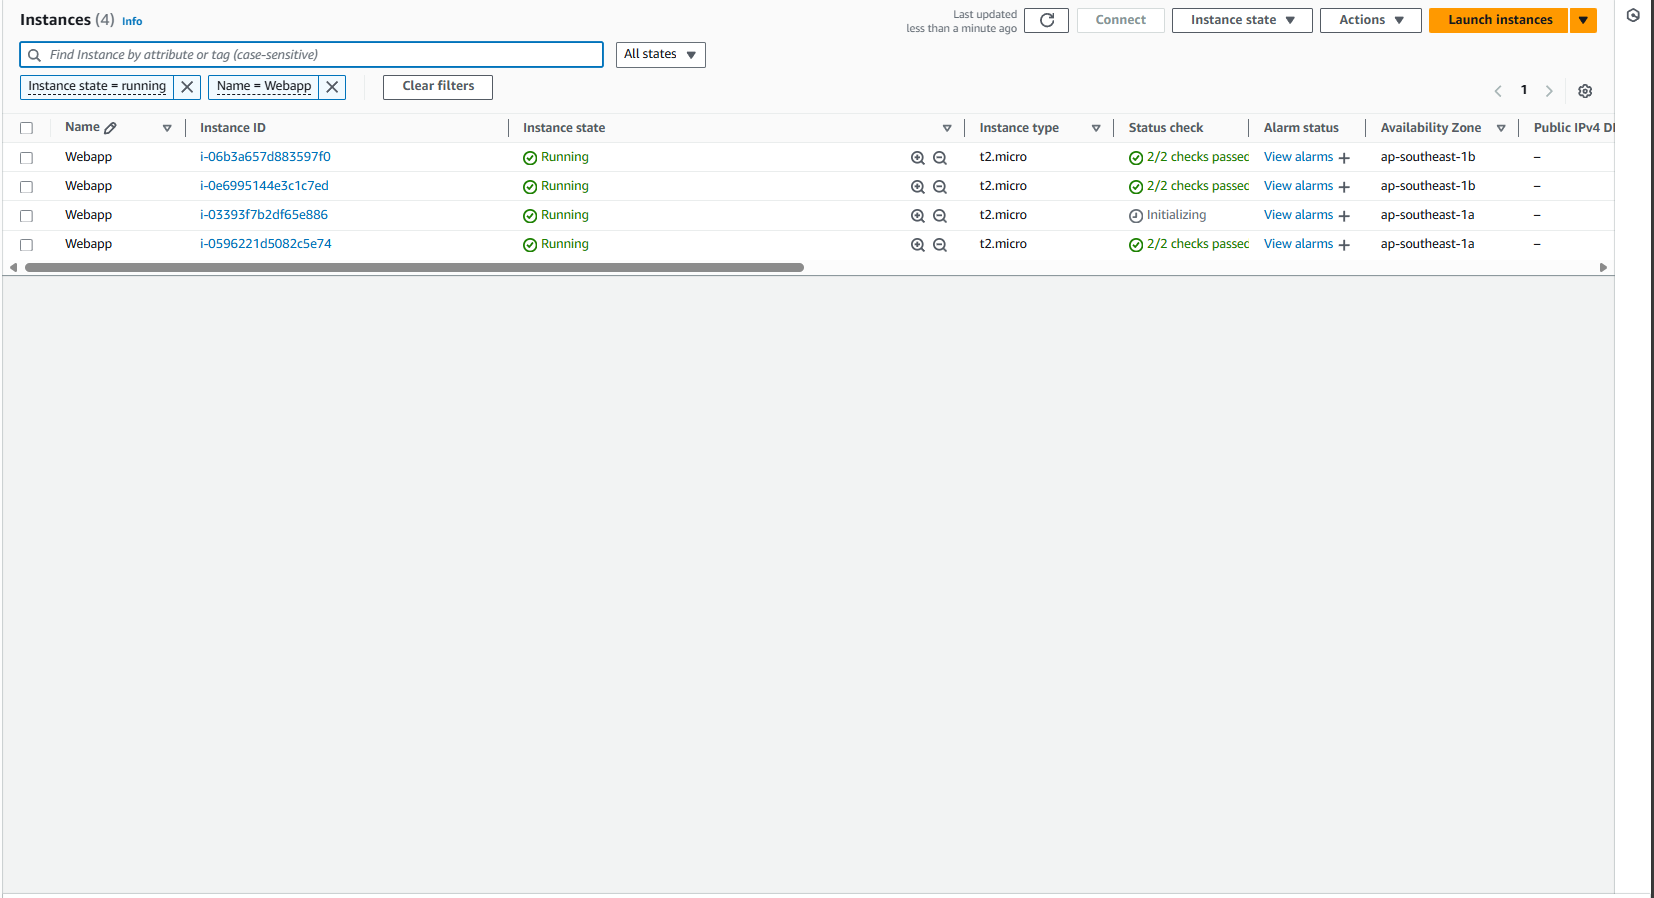 Instances (4) Info
Last updated
less than a minute ago
Connect
Instance state
Actions
Launch instances
Find Instance by attribute or tag (case-sensitive)
All states
Instance state = running
Name = Webapp
Clear filters
1
Name Instance ID Instance state Instance type Status check Alarm status Availability Zone Public IPv4 D
Webapp i-06b3a657d883597f0 Running t2.micro 2/2 checks passed View alarms + ap-southeast-1b –
Webapp i-0e6995144e3c1c7ed Running t2.micro 2/2 checks passed View alarms + ap-southeast-1b –
Webapp i-03393f7b2df65e886 Running t2.micro Initializing View alarms + ap-southeast-1a –
Webapp i-0596221d5082c5e74 Running t2.micro 2/2 checks passed View alarms + ap-southeast-1a –